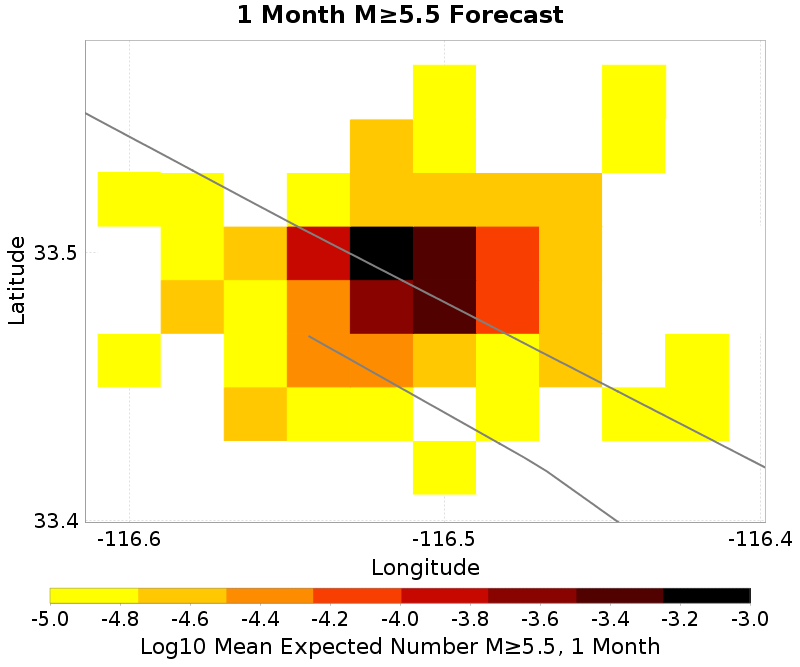 1 Month M≥5.5 Forecast
Latitude
33.5
33.4
-116.6 -116.5 -116.4
Longitude
-5.0 -4.8 -4.6 -4.4 -4.2 -4.0 -3.8 -3.6 -3.4 -3.2 -3.0
Log10 Mean Expected Number M≥5.5, 1 Month